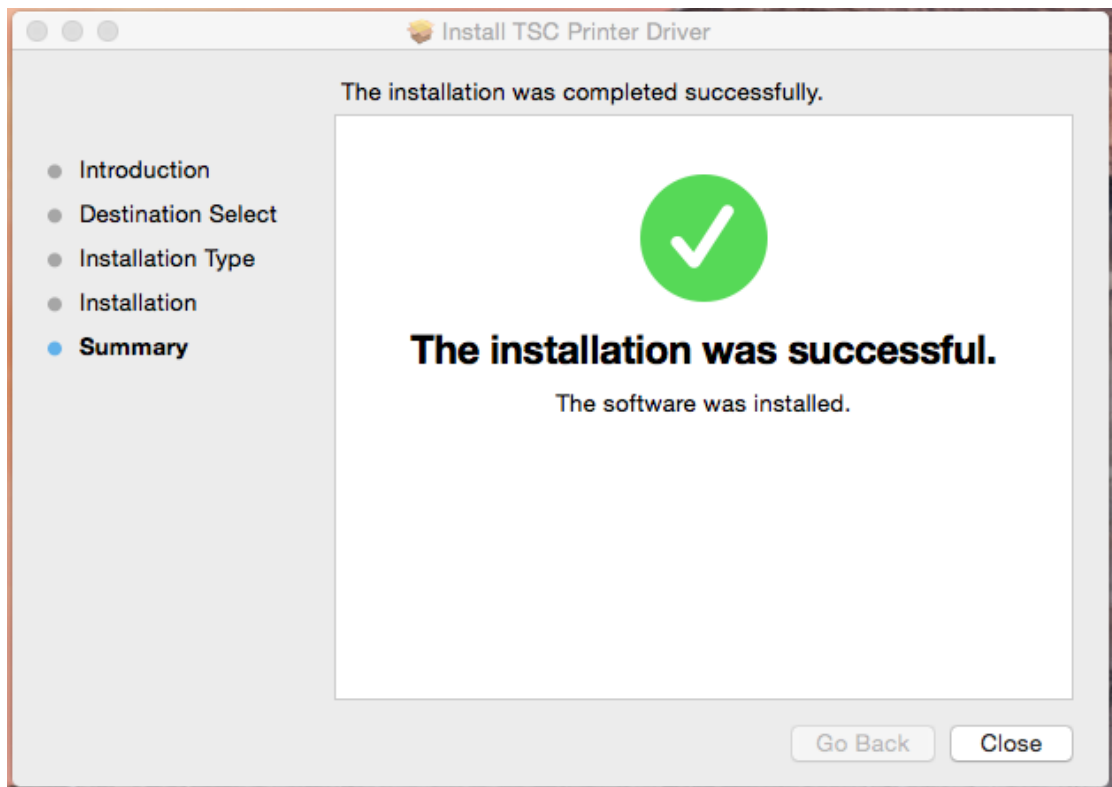 Install TSC Printer Driver
The installation was completed successfully.
Introduction
Destination Select
Installation Type
Installation
Summary
The installation was successful.
The software was installed.
Go Back
Close